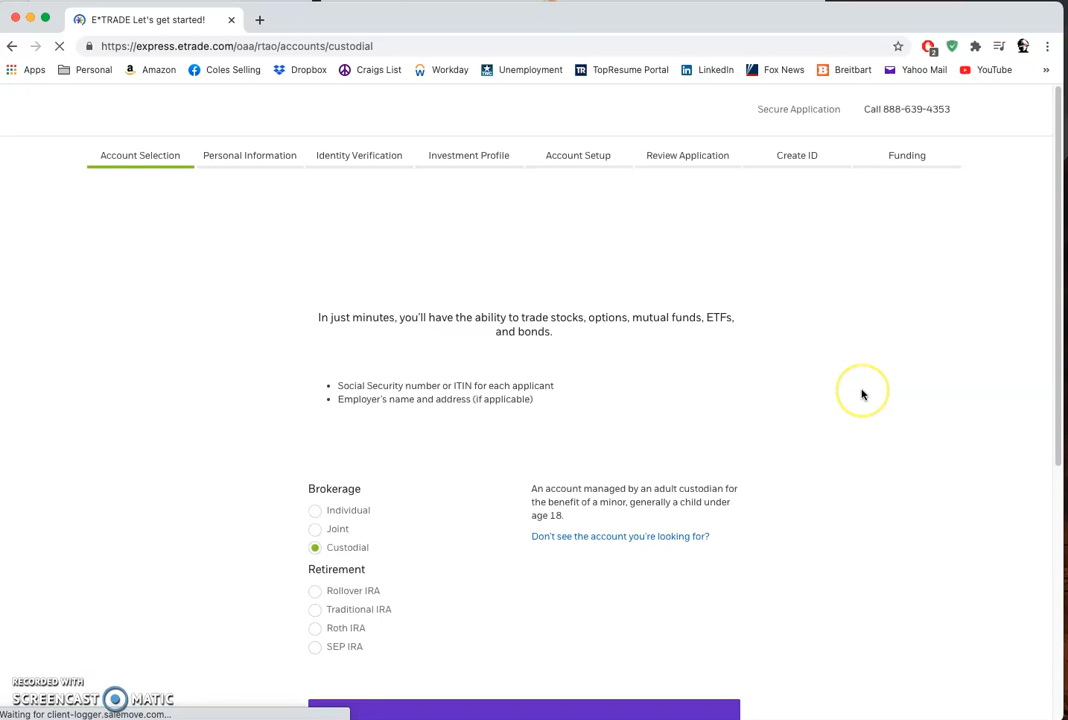 E*TRADE Let's get started!
https://express.etrade.com/oaa/rtao/accounts/custodial
2
Apps
Personal
Amazon
Coles Selling
Dropbox
Craigs List
Workday
Unemployment
TR
TopResume Portal
LinkedIn
Fox News
Breitbart
Yahoo Mail
YouTube
»
Secure Application
Call 888-639-4353
Account Selection
Personal Information
Identity Verification
Investment Profile
Account Setup
Review Application
Create ID
Funding
In just minutes, you'll have the ability to trade stocks, options, mutual funds, ETFs,
and bonds.
• Social Security number or ITIN for each applicant
• Employer's name and address (if applicable)
Brokerage
Individual
Joint
Custodial
An account managed by an adult custodian for
the benefit of a minor, generally a child under
age 18.
Don't see the account you're looking for?
Retirement
Rollover IRA
Traditional IRA
Roth IRA
SEP IRA
RECORDED WITH
SCREENCAST MATIC
Waiting for client-logger.salemove.com...